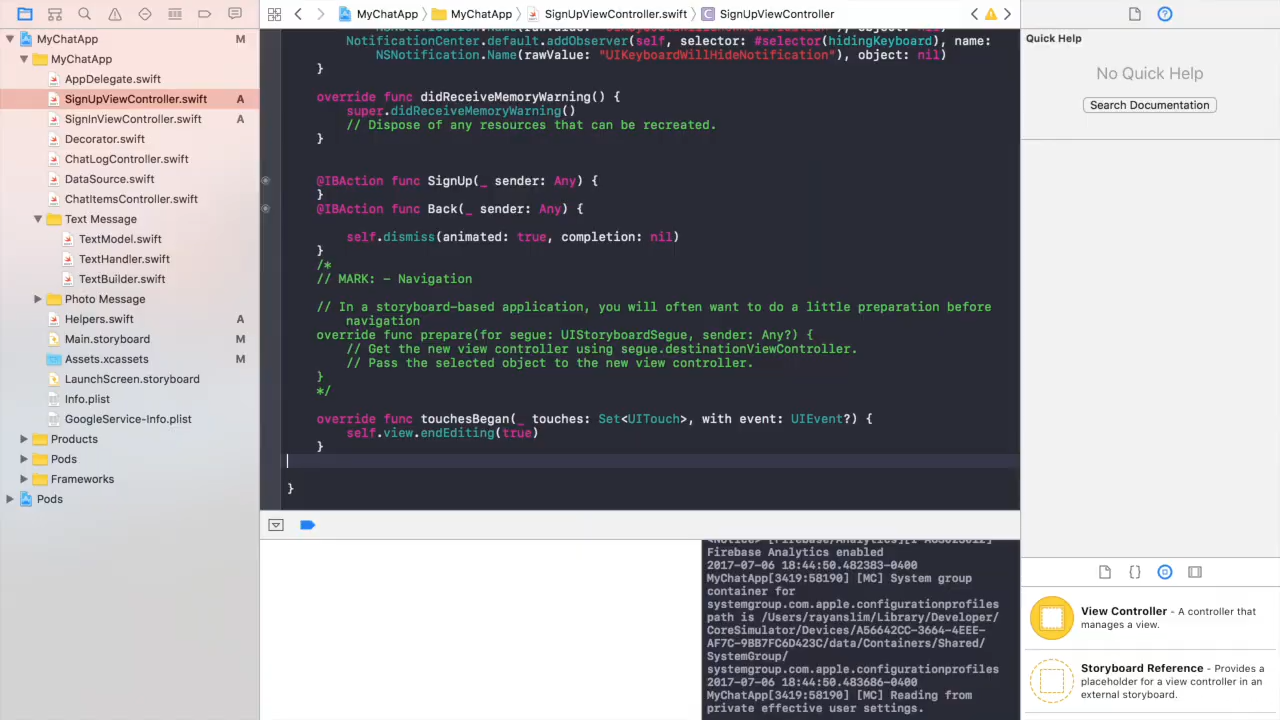 MyChatApp
MyChatApp
SignUpViewController.swift
SignUpViewController
MyChatApp M
MyChatApp
AppDelegate.swift
SignUpViewController.swift A
SignInViewController.swift A
Decorator.swift
ChatLogController.swift
DataSource.swift
ChatItemsController.swift
Text Message
TextModel.swift
TextHandler.swift
TextBuilder.swift
Photo Message
Helpers.swift A
Main.storyboard M
Assets.xcassets M
LaunchScreen.storyboard
Info.plist
GoogleService-Info.plist
Products
Pods
Frameworks
Pods
NotificationCenter.default.addObserver(self, selector: #selector(hidingKeyboard), name:
NSNotification.Name(rawValue: "UIKeyboardWillHideNotification"), object: nil)
}
override func didReceiveMemoryWarning() {
super.didReceiveMemoryWarning()
// Dispose of any resources that can be recreated.
}
@IBAction func SignUp(_ sender: Any) {
}
@IBAction func Back(_ sender: Any) {
self.dismiss(animated: true, completion: nil)
}
/*
// MARK: - Navigation
// In a storyboard-based application, you will often want to do a little preparation before
navigation
override func prepare(for segue: UIStoryboardSegue, sender: Any?) {
// Get the new view controller using segue.destinationViewController.
// Pass the selected object to the new view controller.
}
*/
override func touchesBegan(_ touches: Set<UITouch>, with event: UIEvent?) {
self.view.endEditing(true)
}
}
Firebase Analytics enabled
2017-07-06 18:44:50.482383-0400
MyChatApp[3419:58190] [MC] System group
container for
systemgroup.com.apple.configurationprofiles
path is /Users/rayanslim/Library/Developer/
CoreSimulator/Devices/A56642CC-3664-4EEE-
AF7C-9BB7FC6D423C/data/Containers/Shared/
SystemGroup/
systemgroup.com.apple.configurationprofiles
2017-07-06 18:44:50.483686-0400
MyChatApp[3419:58190] [MC] Reading from
private effective user settings.
Quick Help
No Quick Help
Search Documentation
View Controller - A controller that
manages a view.
Storyboard Reference - Provides a
placeholder for a view controller in an
external storyboard.